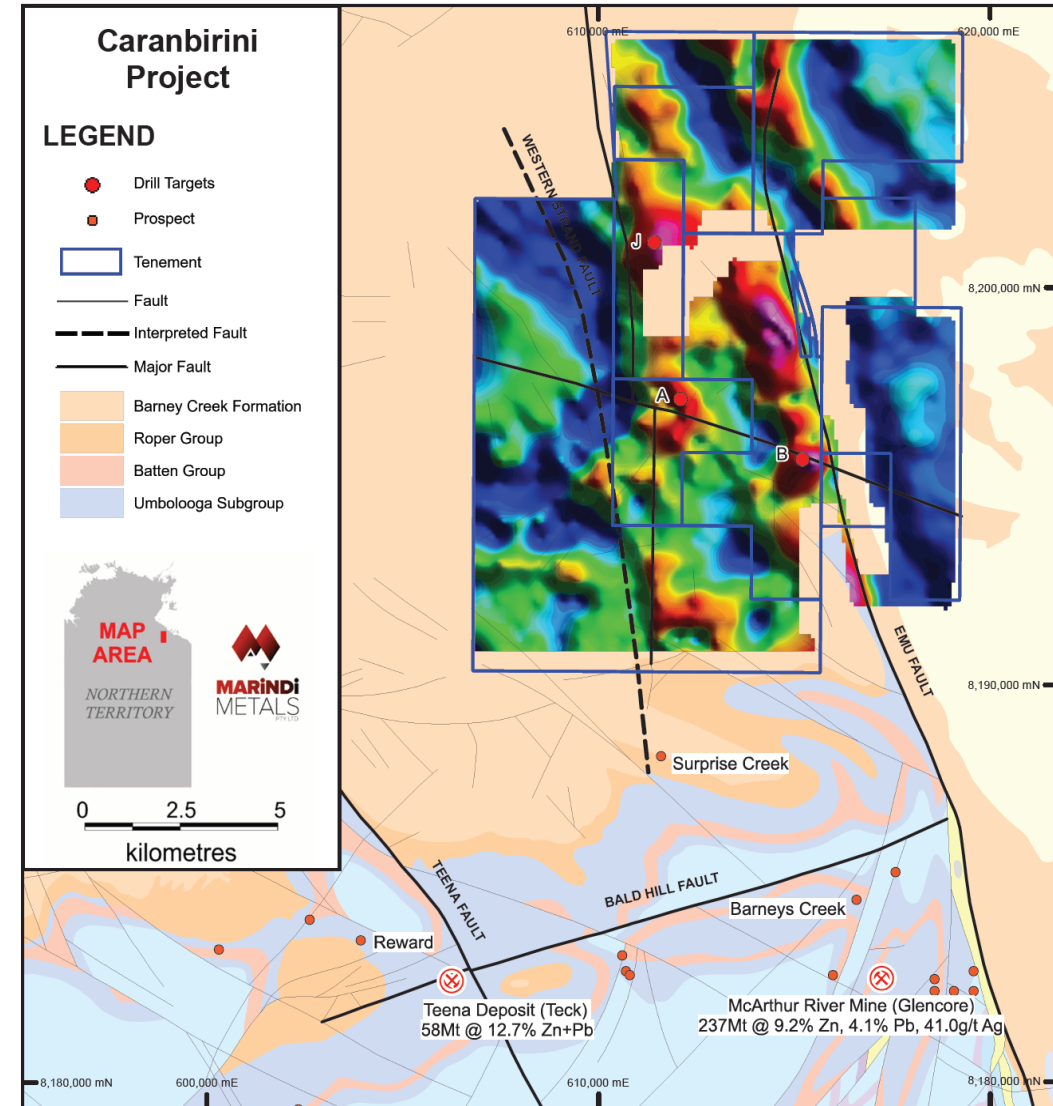 Caranbirini
Project
LEGEND
Drill Targets
Prospect
Tenement
Fault
Interpreted Fault
Major Fault
Barney Creek Formation
Roper Group
Batten Group
Umbolooga Subgroup
MAP
AREA
NORTHERN
TERRITORY
MARiNDi
METALS
PTY LTD
0 2.5 5
kilometres
610,000 mE
620,000 mE
WESTERN STRAND FAULT
J
8,200,000 mN
A
B
EMU FAULT
8,190,000 mN
Surprise Creek
TEENA FAULT
BALD HILL FAULT
Barneys Creek
Reward
Teena Deposit (Teck)
58Mt @ 12.7% Zn+Pb
McArthur River Mine (Glencore)
237Mt @ 9.2% Zn, 4.1% Pb, 41.0g/t Ag
8,180,000 mN
600,000 mE
610,000 mE
8,180,000 mN